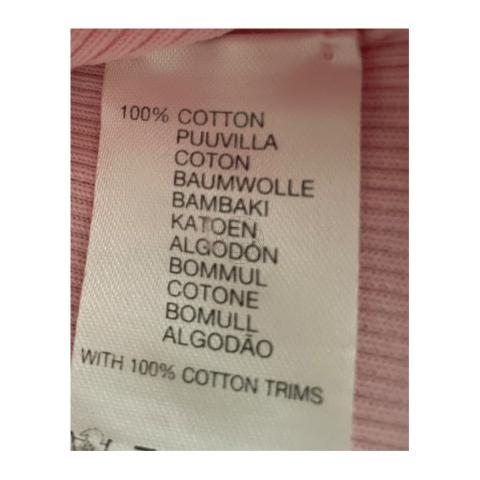 100% COTTON
PUUVILLA
COTON
BAUMWOLLE
BAMBAKI
KATOEN
ALGODÓN
BOMMUL
COTONE
BOMULL
ALGODÃO
WITH 100% COTTON TRIMS